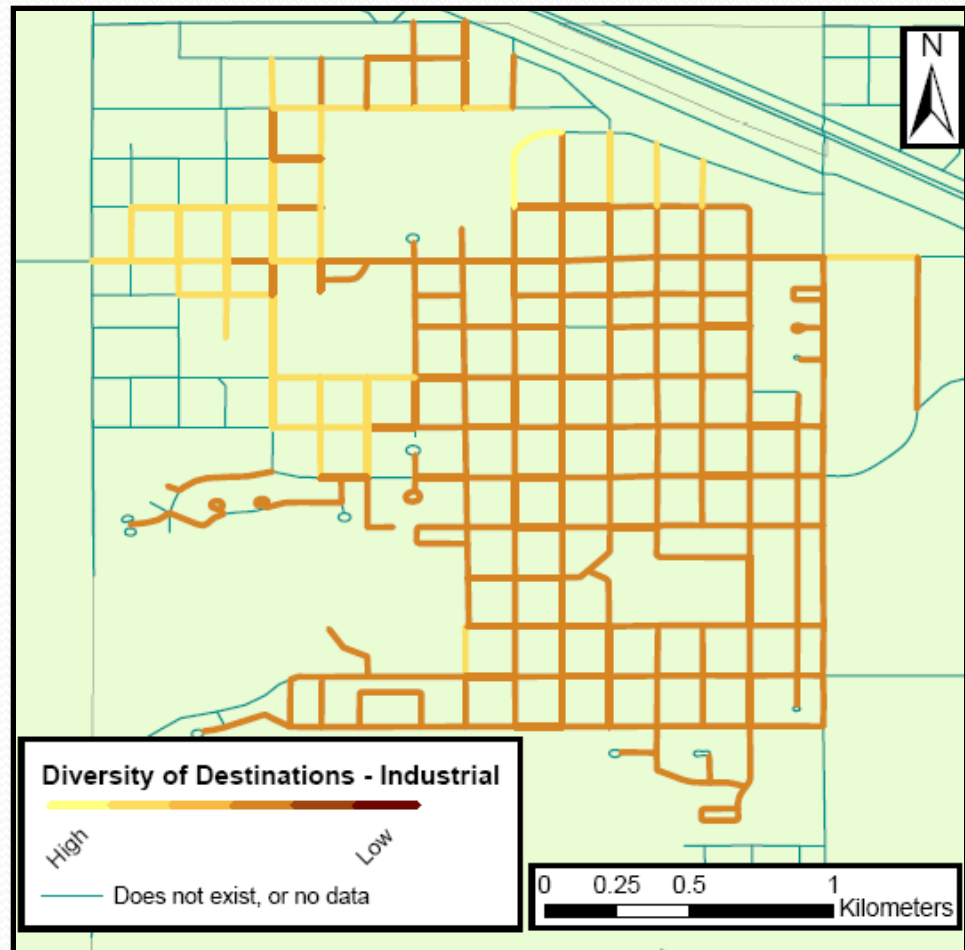 N
Diversity of Destinations - Industrial
High
Low
Does not exist, or no data
0 0.25 0.5 1
Kilometers